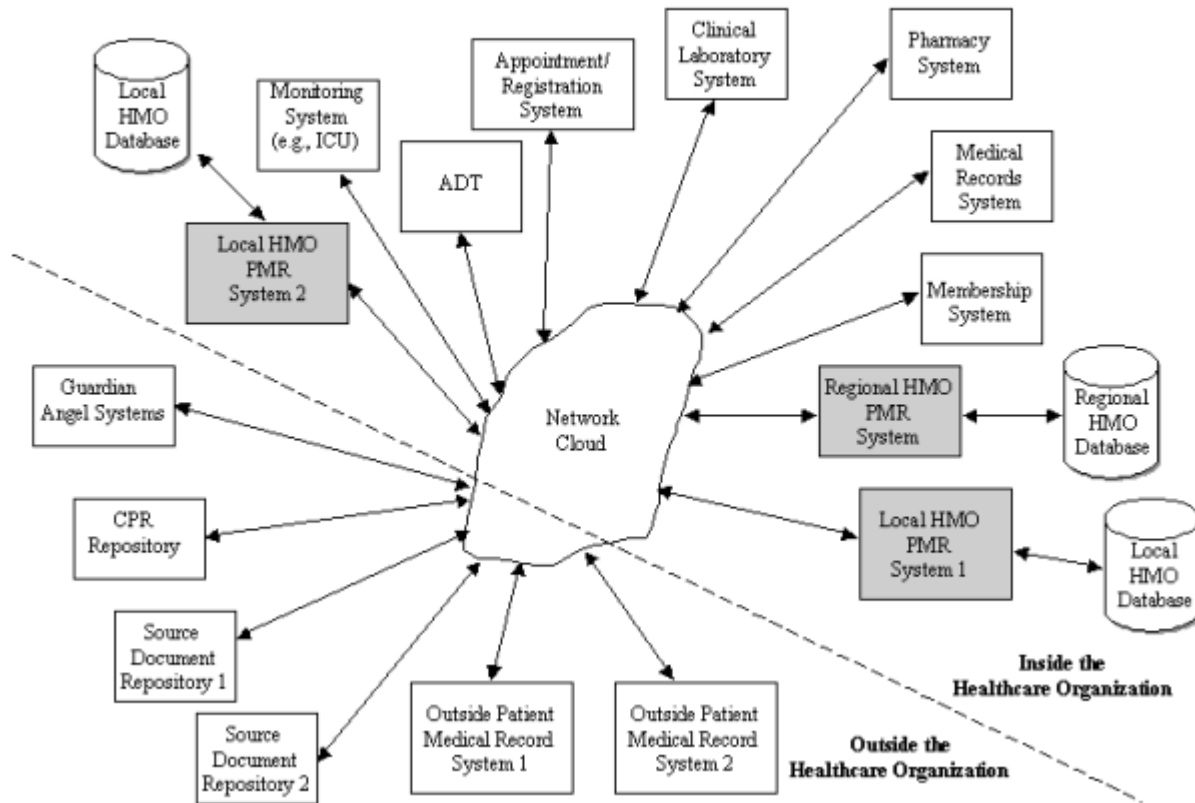 Local
HMO
Database
Monitoring
System
(e.g., ICU)
Appointment/
Registration
System
Clinical
Laboratory
System
Pharmacy
System
ADT
Medical
Records
System
Local HMO
PMR
System 2
Membership
System
Guardian
Angel Systems
Network
Cloud
Regional HMO
PMR
System
Regional
HMO
Database
CPR
Repository
Local HMO
PMR
System 1
Local
HMO
Database
Source
Document
Repository 1
Source
Document
Repository 2
Outside Patient
Medical Record
System 1
Outside Patient
Medical Record
System 2
Inside the
Healthcare Organization
Outside the
Healthcare Organization